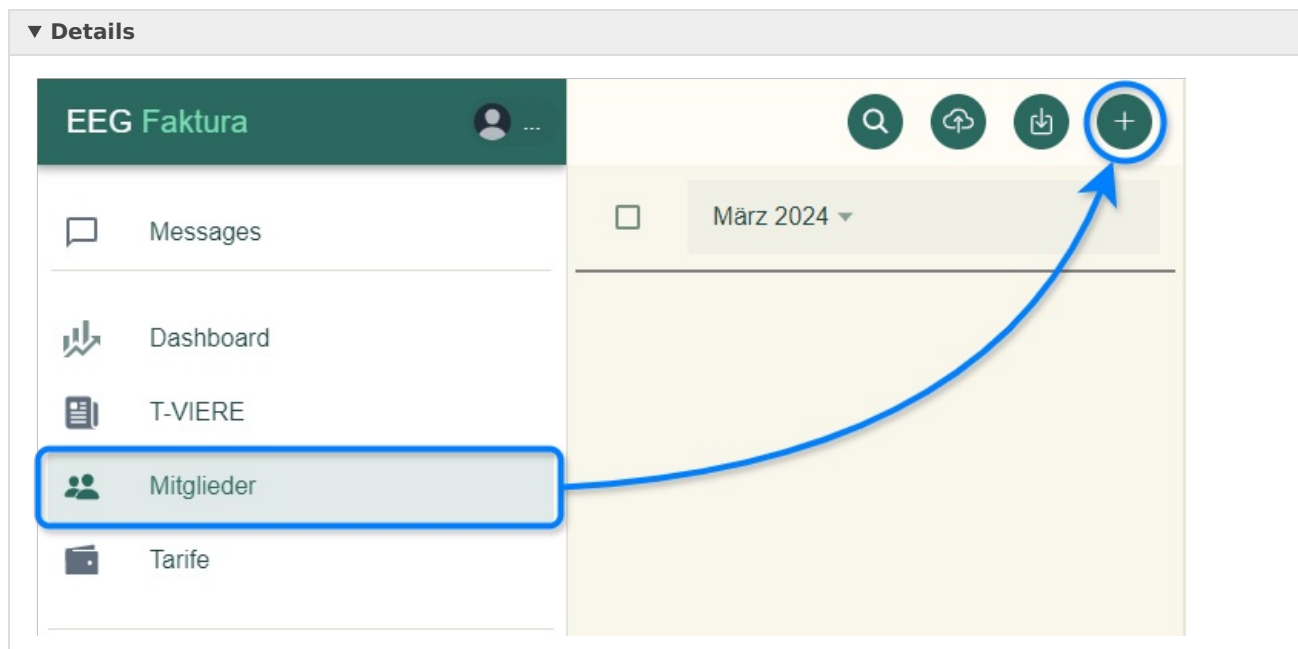 ▼ Details
EEG Faktura ...
Messages
März 2024
Dashboard
T-VIERE
Mitglieder
Tarife